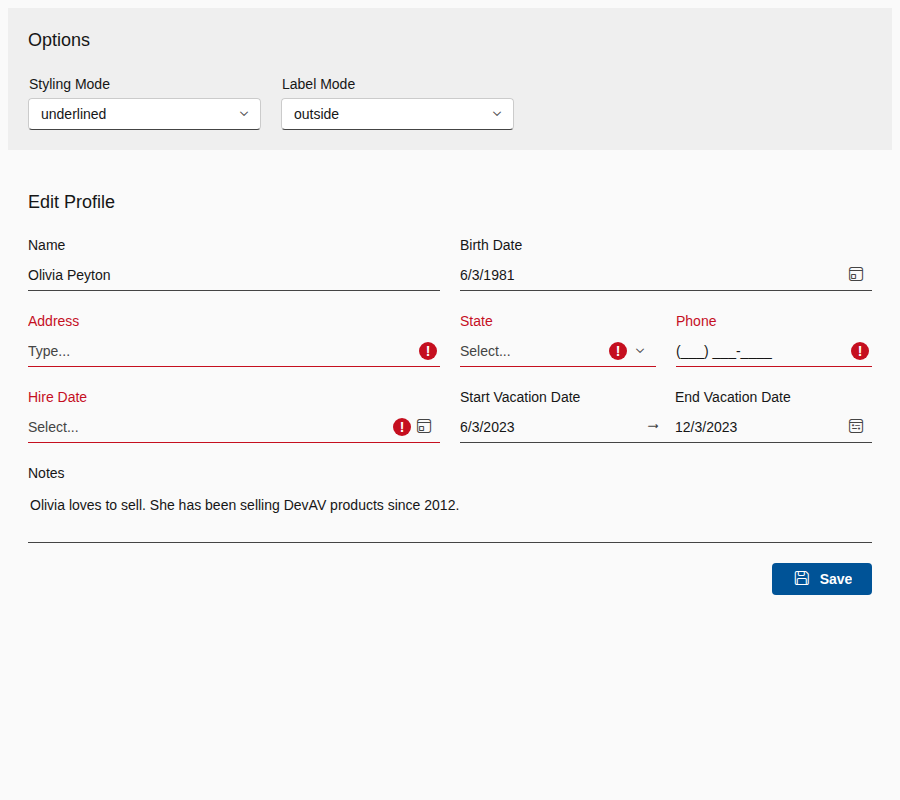 Options
Styling Mode Label Mode
underlined outside
Edit Profile
Name Birth Date
Olivia Peyton 6/3/1981
Address State Phone
Type... Select... (___) ___-____
Hire Date Start Vacation Date End Vacation Date
Select... 6/3/2023 → 12/3/2023
Notes
Olivia loves to sell. She has been selling DevAV products since 2012.
Save